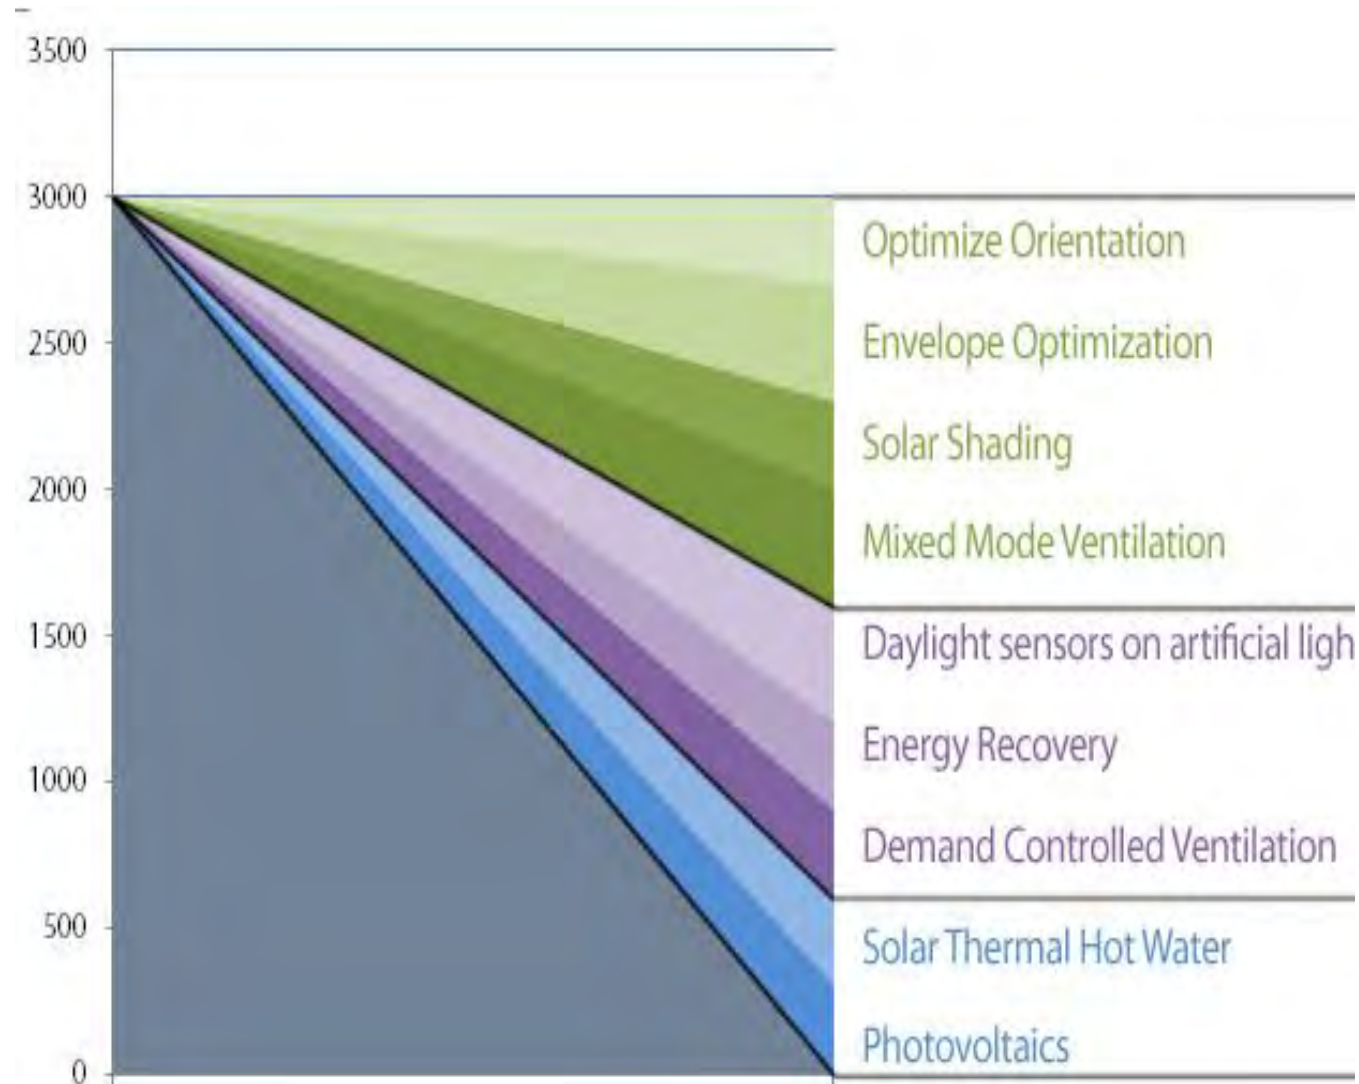 3500
3000
2500
2000
1500
1000
500
0
Optimize Orientation
Envelope Optimization
Solar Shading
Mixed Mode Ventilation
Daylight sensors on artificial ligh
Energy Recovery
Demand Controlled Ventilation
Solar Thermal Hot Water
Photovoltaics